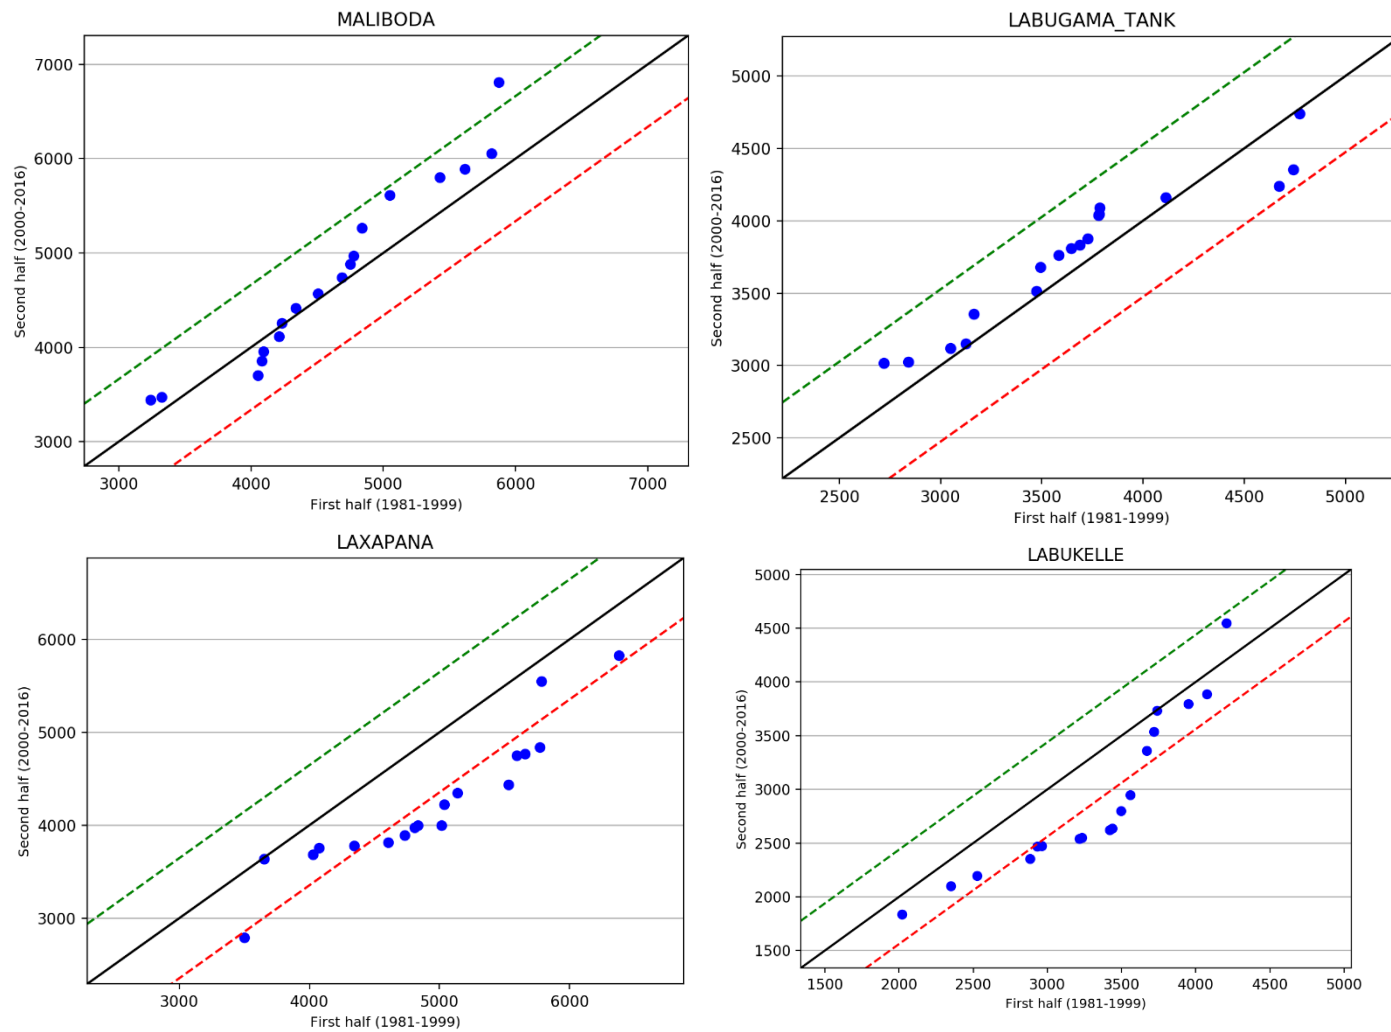 MALIBODA
7000
6000
5000
4000
3000
Second half (2000-2016)
3000 4000 5000 6000 7000
First half (1981-1999)
LABUGAMA_TANK
5000
4500
4000
3500
3000
2500
Second half (2000-2016)
2500 3000 3500 4000 4500 5000
First half (1981-1999)
LAXAPANA
6000
5000
4000
3000
Second half (2000-2016)
3000 4000 5000 6000
First half (1981-1999)
LABUKELLE
5000
4500
4000
3500
3000
2500
2000
1500
Second half (2000-2016)
1500 2000 2500 3000 3500 4000 4500 5000
First half (1981-1999)